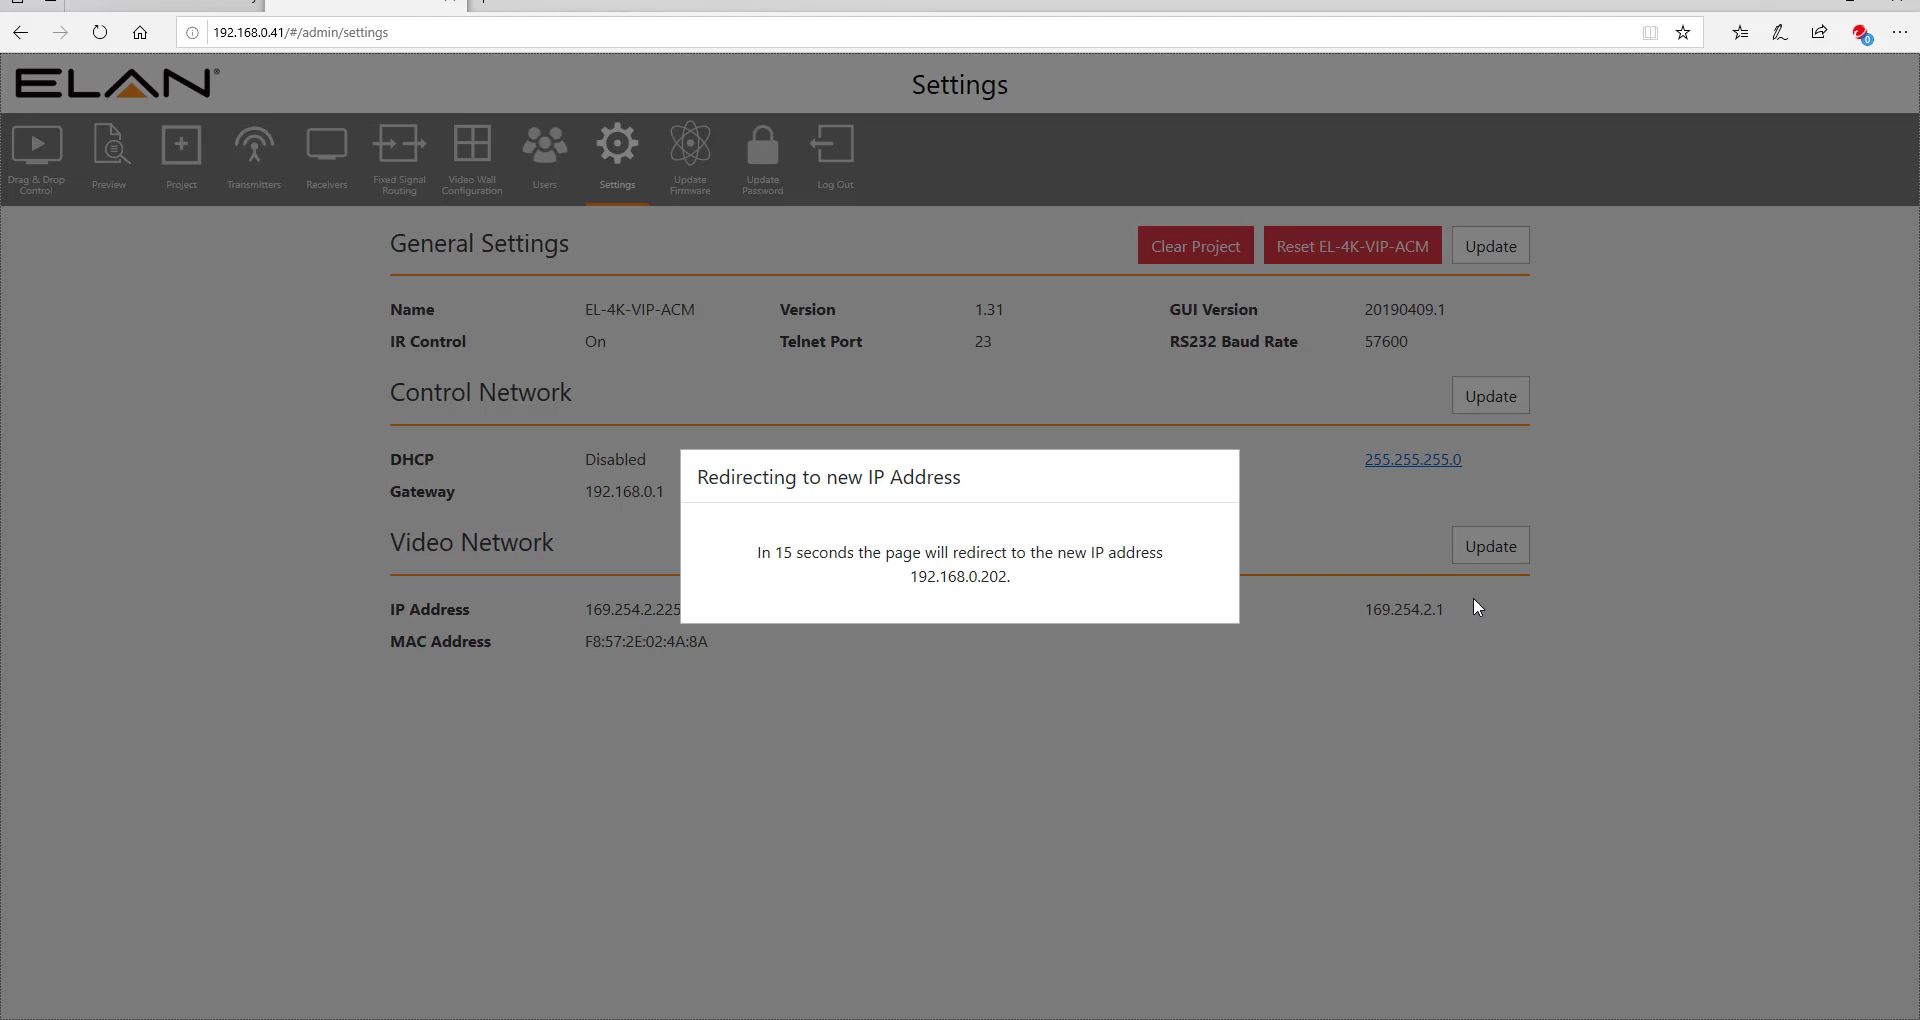 192.168.0.41/#/admin/settings
0
ELAN®
Settings
Drag & Drop
Control
Preview
Project
Transmitters
Receivers
Fixed Signal
Routing
Video Wall
Configuration
Users
Settings
Update
Firmware
Update
Password
Log Out
General Settings
Clear Project
Reset EL-4K-VIP-ACM
Update
Name EL-4K-VIP-ACM Version 1.31 GUI Version 20190409.1
IR Control On Telnet Port 23 RS232 Baud Rate 57600
Control Network
Update
DHCP Disabled 255.255.255.0
Gateway 192.168.0.1
Redirecting to new IP Address
In 15 seconds the page will redirect to the new IP address
192.168.0.202.
Video Network
Update
IP Address 169.254.2.225 169.254.2.1
MAC Address F8:57:2E:02:4A:8A